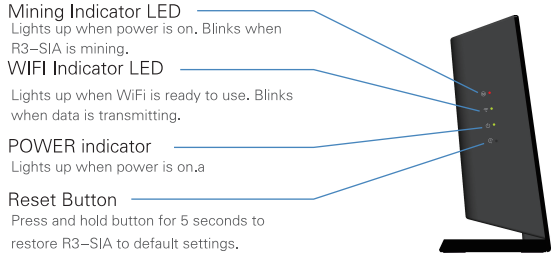 Mining Indicator LED
Lights up when power is on. Blinks when
R3–SIA is mining.
WIFI Indicator LED
Lights up when WiFi is ready to use. Blinks
when data is transmitting.
POWER indicator
Lights up when power is on.a
Reset Button
Press and hold button for 5 seconds to
restore R3–SIA to default settings.